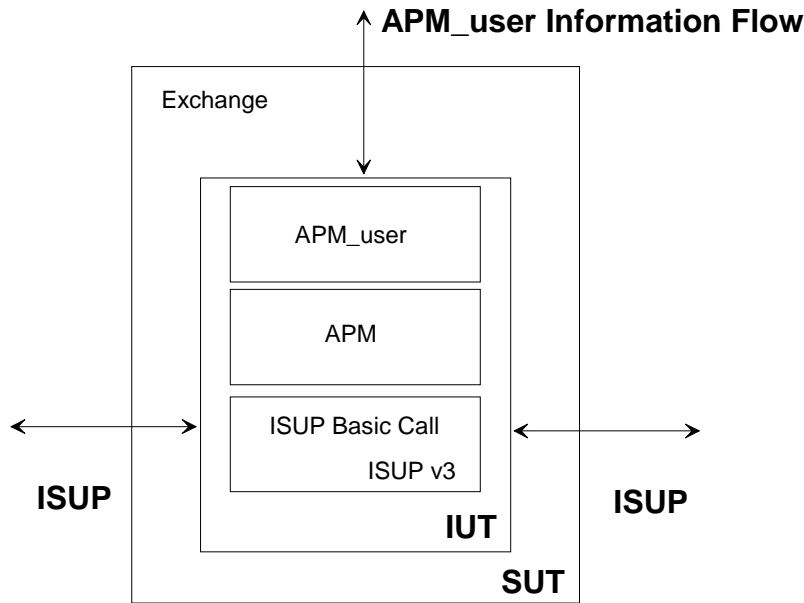 APM_user Information Flow
Exchange
APM_user
APM
ISUP Basic Call
ISUP v3
ISUP
ISUP
IUT
SUT